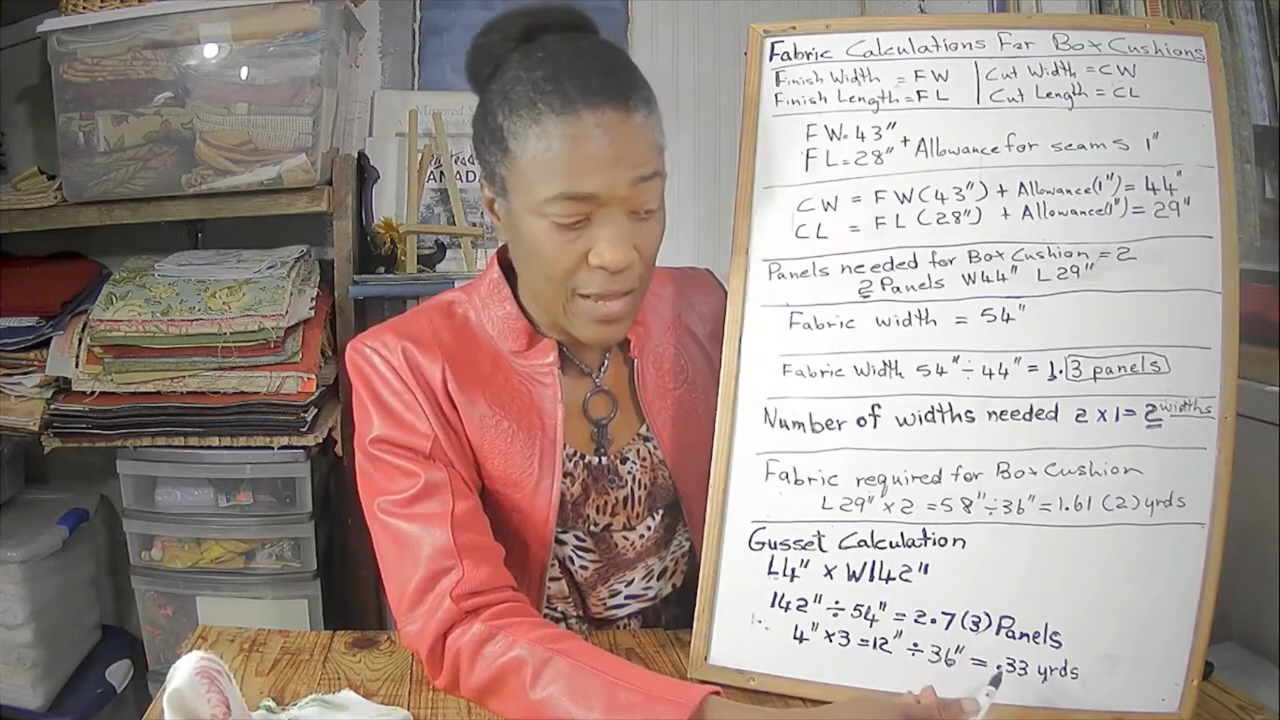 Fabric Calculations For Box Cushions
Finish Width = FW | Cut Width = CW
Finish Length = FL | Cut Length = CL
FW = 43"
FL = 28" + Allowance for seams 1"
CW = FW (43") + Allowance (1") = 44"
CL = FL (28") + Allowance (1") = 29"
Panels needed for Box Cushion = 2
2 Panels W44" L29"
Fabric width = 54"
Fabric Width 54" ÷ 44" = 1.3 panels
Number of widths needed 2 x 1 = 2 widths
Fabric required for Box Cushion
L29" x 2 = 58" ÷ 36" = 1.61 (2) yrds
Gusset Calculation
L4" x W142"
142" ÷ 54" = 2.7 (3) Panels
4" x 3 = 12" ÷ 36" = .33 yrds
CANADA